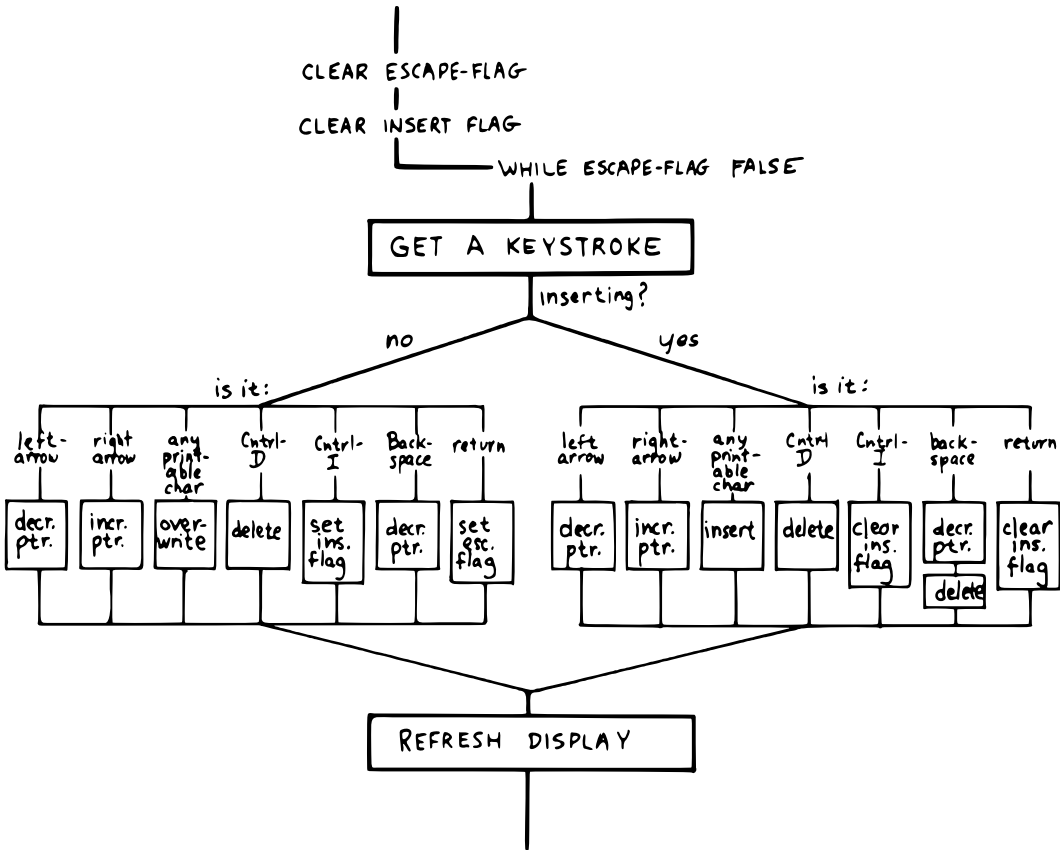 CLEAR ESCAPE-FLAG
CLEAR INSERT FLAG
WHILE ESCAPE-FLAG FALSE
GET A KEYSTROKE
inserting?
no
yes
is it:
is it:
left-
arrow
right
arrow
any
print-
able
char
Cntrl-
D
Cntrl-
I
Back-
space
return
left
arrow
right-
arrow
any
print-
able
char
Cntrl
D
Cntrl-
I
back-
space
return
decr.
ptr.
incr.
ptr.
over-
write
delete
set
ins.
flag
decr.
ptr.
set
esc.
flag
decr.
ptr.
incr.
ptr.
insert
delete
clear
ins.
flag
decr.
ptr.
delete
clear
ins.
flag
REFRESH DISPLAY